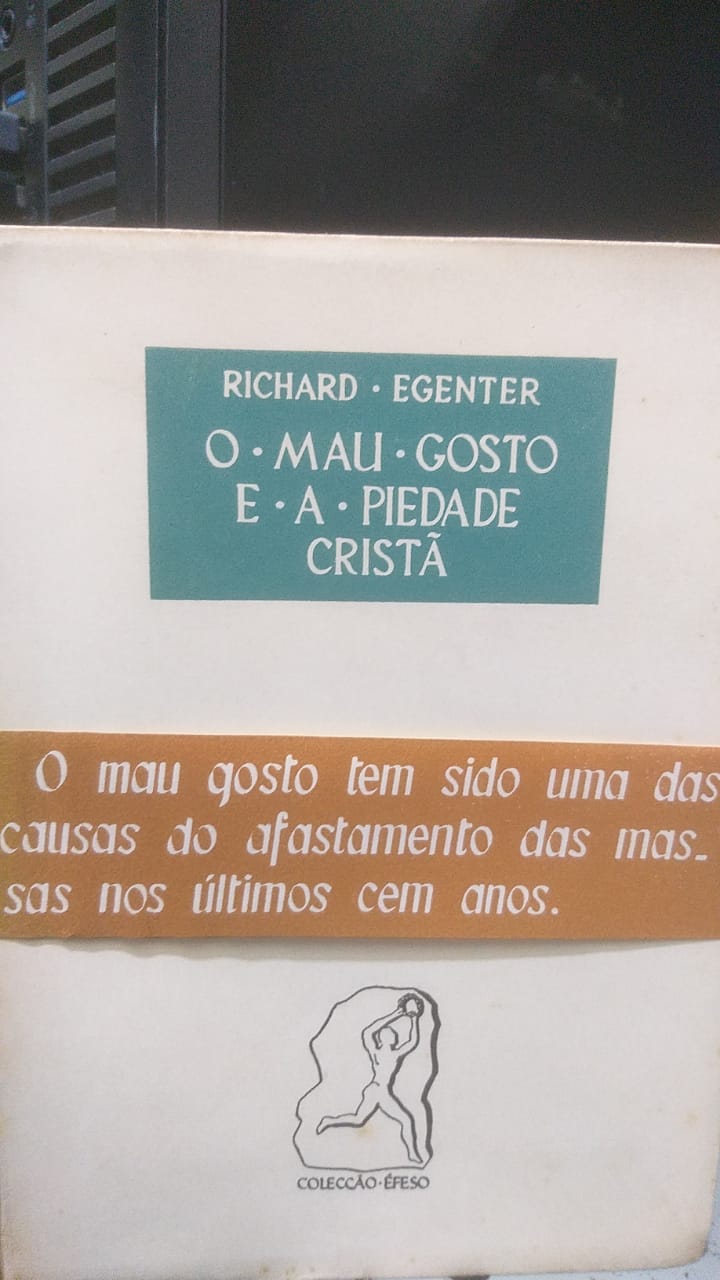 RICHARD · EGENTER
O · MAU · GOSTO
E · A · PIEDADE
CRISTÃ
O mau gosto tem sido uma das
causas do afastamento das mas-
sas nos últimos cem anos.
COLECÇÃO · ÉFESO